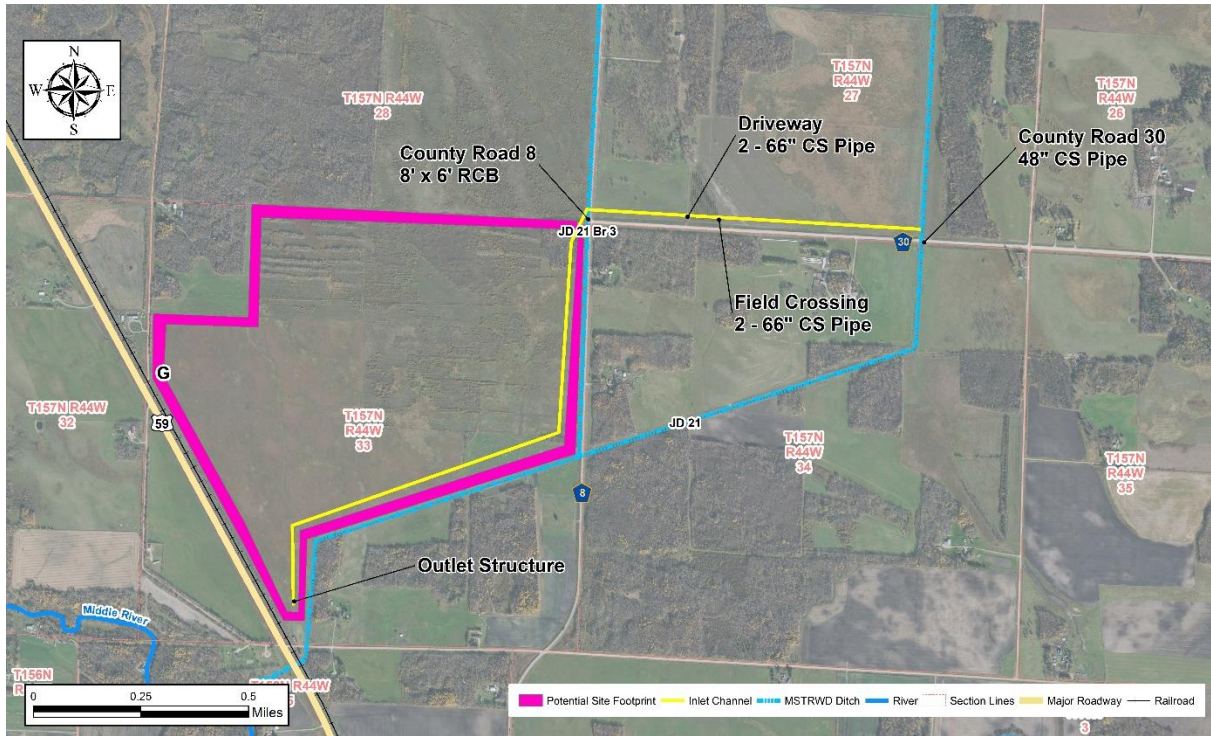 N
W E
S
T157N R44W
28
T157N
R44W
27
T157N
R44W
26
Driveway
2 - 66" CS Pipe
County Road 8
8' x 6' RCB
County Road 30
48" CS Pipe
JD 21 Br 3
30
Field Crossing
2 - 66" CS Pipe
G
59
T157N R44W
32
T157N
R44W
33
JD 21
T157N
R44W
34
T157N
R44W
35
8
Outlet Structure
Middle River
T156N
0 0.25 0.5
Miles
Potential Site Footprint Inlet Channel MSTRWD Ditch River Section Lines Major Roadway Railroad
3